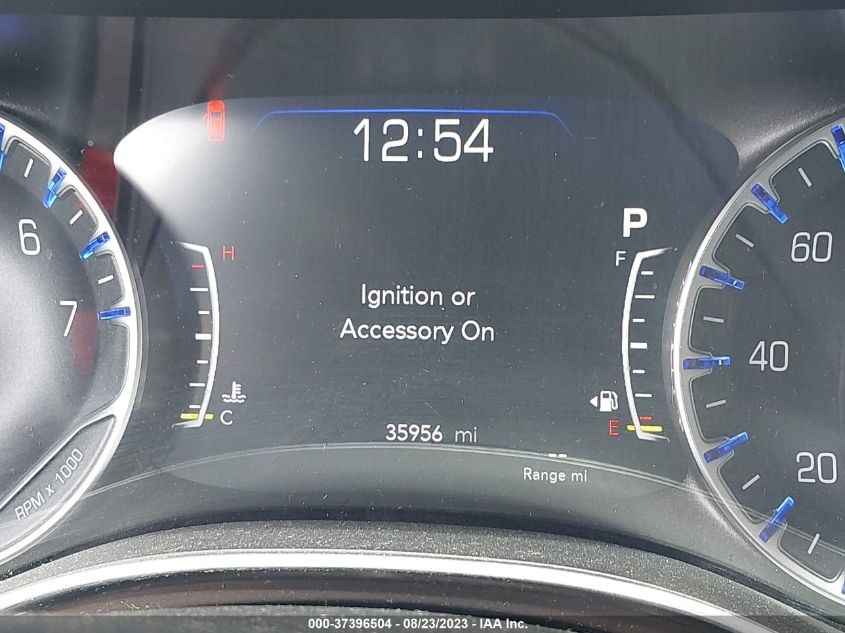 12:54
P
H
F
6
60
Ignition or
Accessory On
7
40
C
E
35956 mi
--
Range mi
20
RPM x 1000
000-37396504 - 08/23/2023 - IAA Inc.